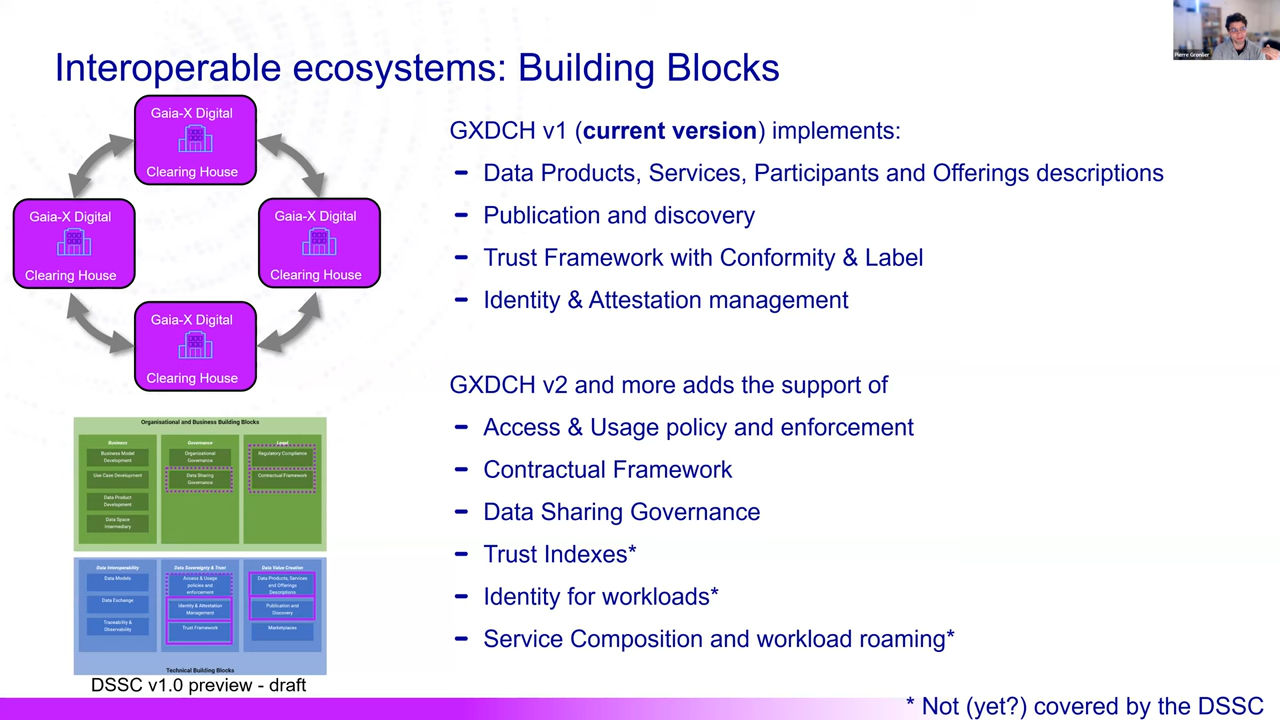 Interoperable ecosystems: Building Blocks
Pierre Gronlier
Gaia-X Digital
Clearing House
Gaia-X Digital
Clearing House
Gaia-X Digital
Clearing House
Gaia-X Digital
Clearing House
GXDCH v1 (current version) implements:
- Data Products, Services, Participants and Offerings descriptions
- Publication and discovery
- Trust Framework with Conformity & Label
- Identity & Attestation management
GXDCH v2 and more adds the support of
- Access & Usage policy and enforcement
- Contractual Framework
- Data Sharing Governance
- Trust Indexes*
- Identity for workloads*
- Service Composition and workload roaming*
Organisational and Business Building Blocks
Business
Business Model
Development
Use Case Development
Data Product
Development
Data Space
Intermediary
Governance
Organizational
Governance
Data Sharing
Governance
Legal
Regulatory Compliance
Contractual Framework
Data Interoperability
Data Models
Data Exchange
Traceability &
Observability
Data Sovereignty & Trust
Access & Usage
policies and
enforcement
Identity & Attestation
Management
Trust Framework
Data Value Creation
Data Products, Services
and Offerings
Descriptions
Publication and
Discovery
Marketplaces
Technical Building Blocks
DSSC v1.0 preview - draft
* Not (yet?) covered by the DSSC